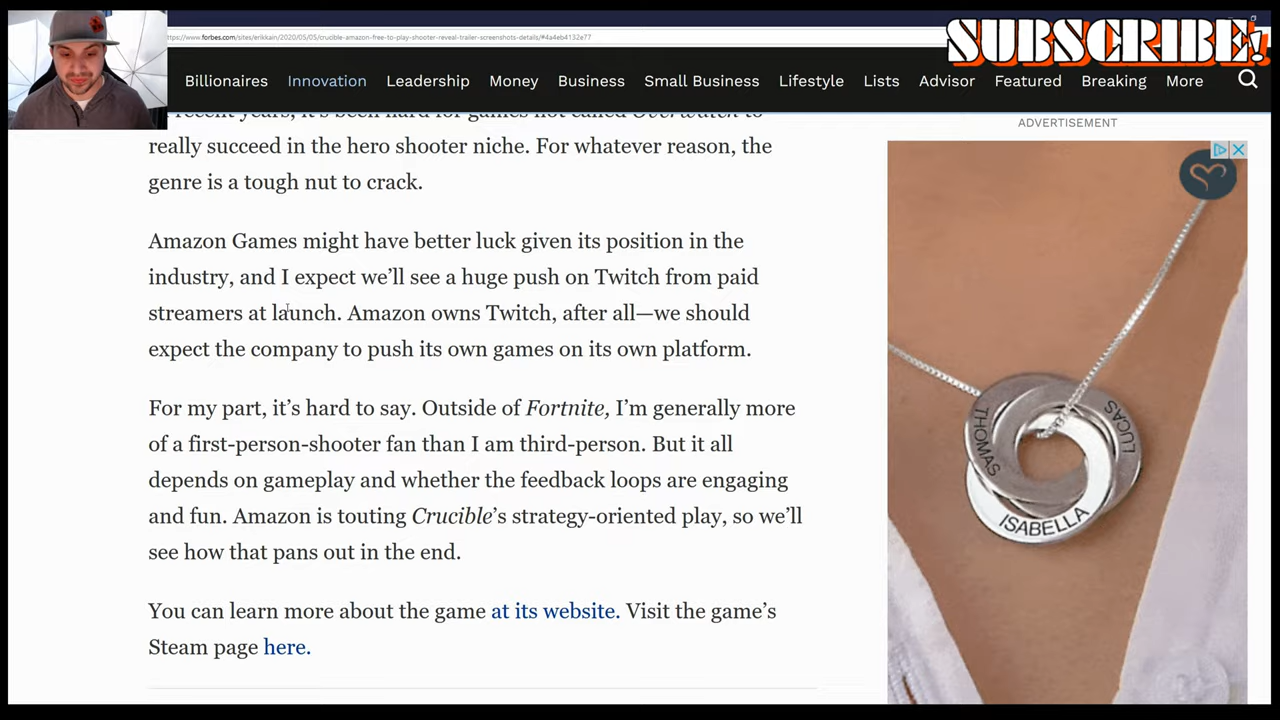 SUBSCRIBE!
https://www.forbes.com/sites/erikkain/2020/05/05/crucible-amazon-free-to-play-shooter-reveal-trailer-screenshots-details/#4a4eb4132e77
Billionaires Innovation Leadership Money Business Small Business Lifestyle Lists Advisor Featured Breaking More
recent years, it's been hard for games not called Overwatch to
really succeed in the hero shooter niche. For whatever reason, the
genre is a tough nut to crack.
Amazon Games might have better luck given its position in the
industry, and I expect we'll see a huge push on Twitch from paid
streamers at launch. Amazon owns Twitch, after all—we should
expect the company to push its own games on its own platform.
For my part, it's hard to say. Outside of Fortnite, I'm generally more
of a first-person-shooter fan than I am third-person. But it all
depends on gameplay and whether the feedback loops are engaging
and fun. Amazon is touting Crucible's strategy-oriented play, so we'll
see how that pans out in the end.
You can learn more about the game at its website. Visit the game's
Steam page here.
ADVERTISEMENT
THOMAS
LUCAS
ISABELLA